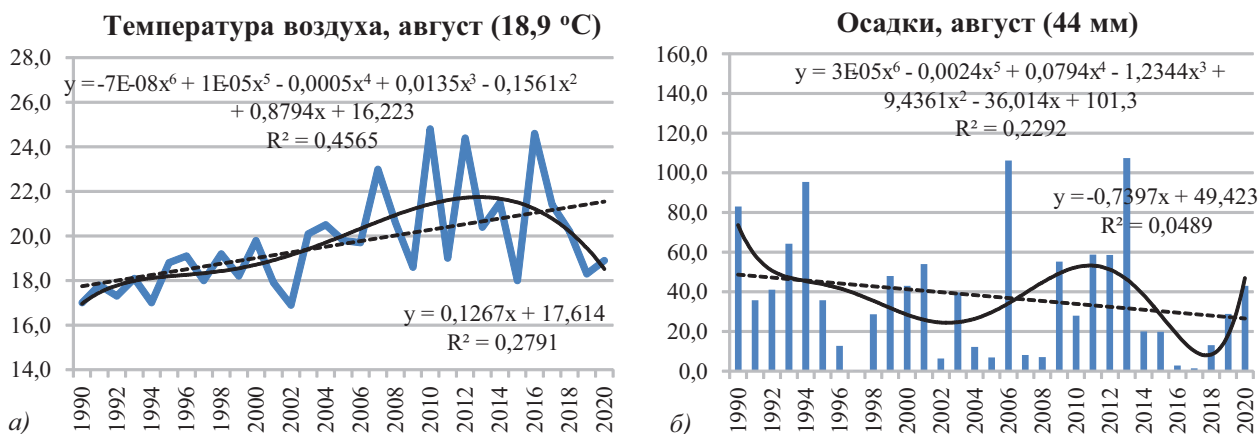 Температура воздуха, август (18,9 °С)
28,0
y = -7E-08x⁶ + 1E-05x⁵ - 0,0005x⁴ + 0,0135x³ - 0,1561x²
26,0
+ 0,8794x + 16,223
R² = 0,4565
24,0
22,0
20,0
18,0
y = 0,1267x + 17,614
16,0
R² = 0,2791
14,0
1990 1992 1994 1996 1998 2000 2002 2004 2006 2008 2010 2012 2014 2016 2018 2020
а)
Осадки, август (44 мм)
160,0
y = 3E-05x⁶ - 0,0024x⁵ + 0,0794x⁴ - 1,2344x³ +
140,0
9,4361x² - 36,014x + 101,3
R² = 0,2292
120,0
100,0
y = -0,7397x + 49,423
80,0
R² = 0,0489
60,0
40,0
20,0
0,0
1990 1992 1994 1996 1998 2000 2002 2004 2006 2008 2010 2012 2014 2016 2018 2020
б)